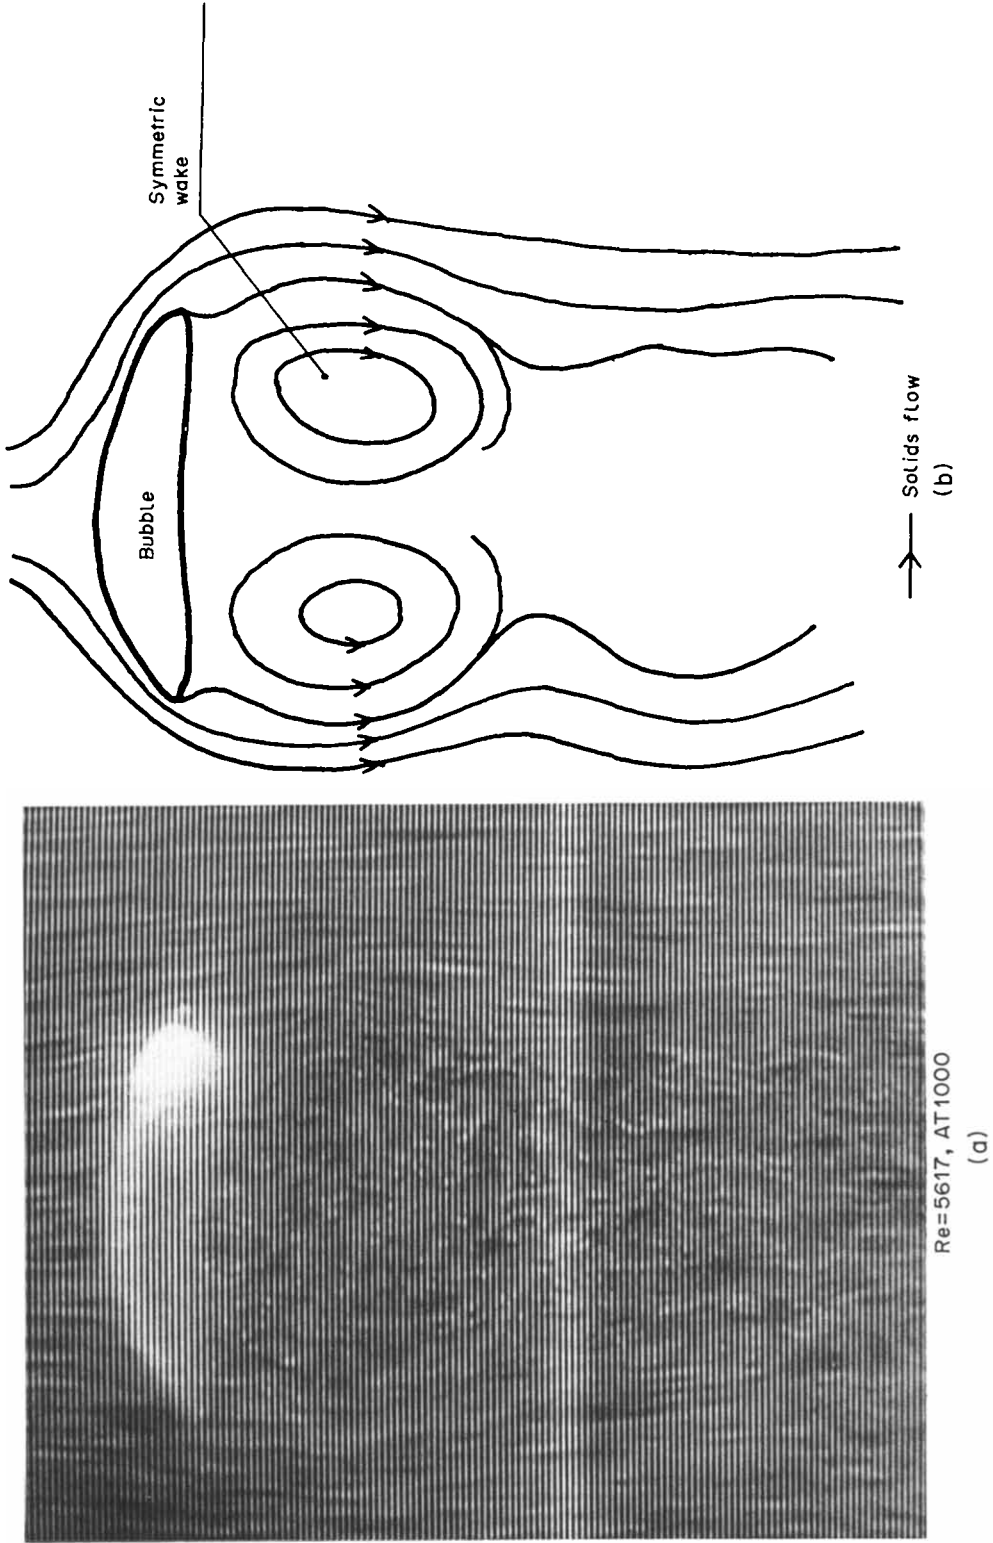 Re=5617, AT1000
(a)
Bubble
Symmetric
wake
Solids flow
(b)